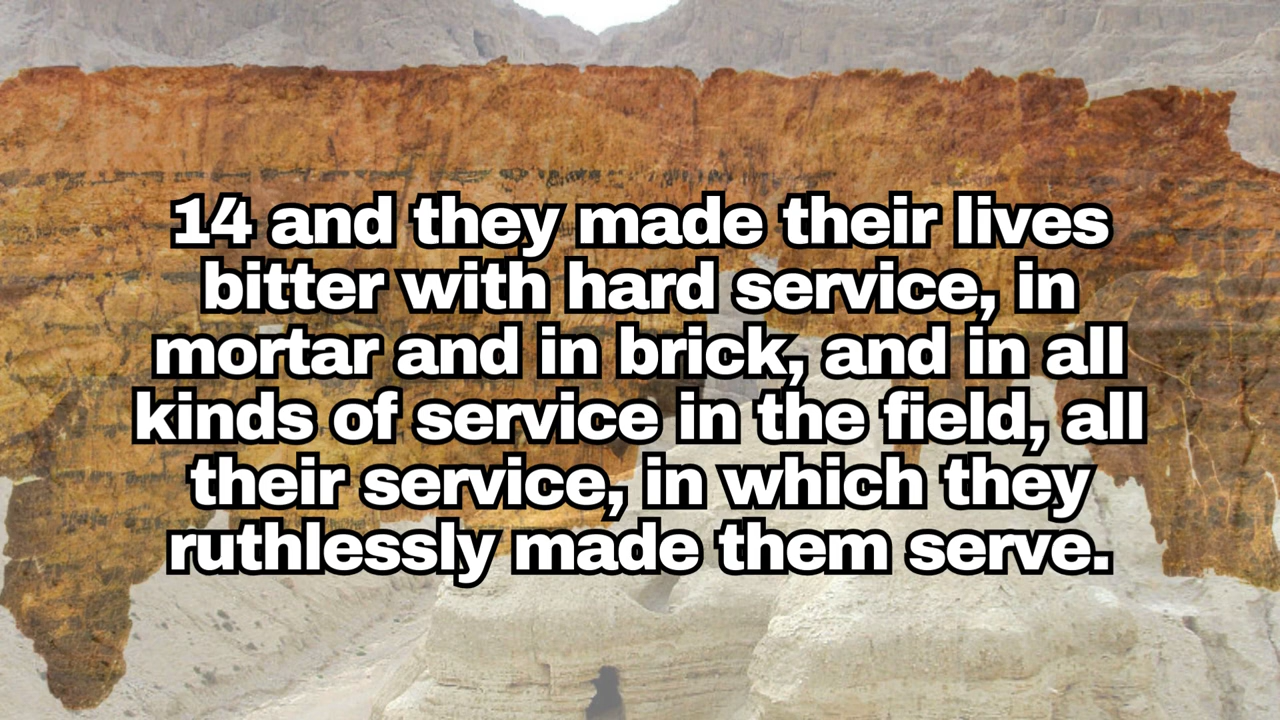 14 and they made their lives
bitter with hard service, in
mortar and in brick, and in all
kinds of service in the field, all
their service, in which they
ruthlessly made them serve.